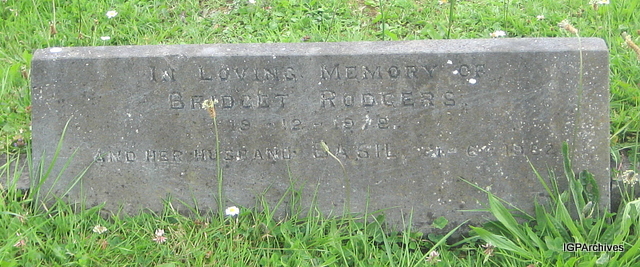 In Loving Memory of
Bridget Rodgers.
AND HER HUSBAND BASIL
IGPArchives